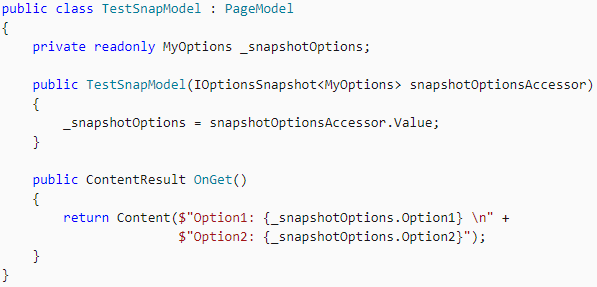 public class TestSnapModel : PageModel
{
    private readonly MyOptions _snapshotOptions;

    public TestSnapModel(IOptionsSnapshot<MyOptions> snapshotOptionsAccessor)
    {
        _snapshotOptions = snapshotOptionsAccessor.Value;
    }

    public ContentResult OnGet()
    {
        return Content($"Option1: {_snapshotOptions.Option1} \n" +
                       $"Option2: {_snapshotOptions.Option2}");
    }
}